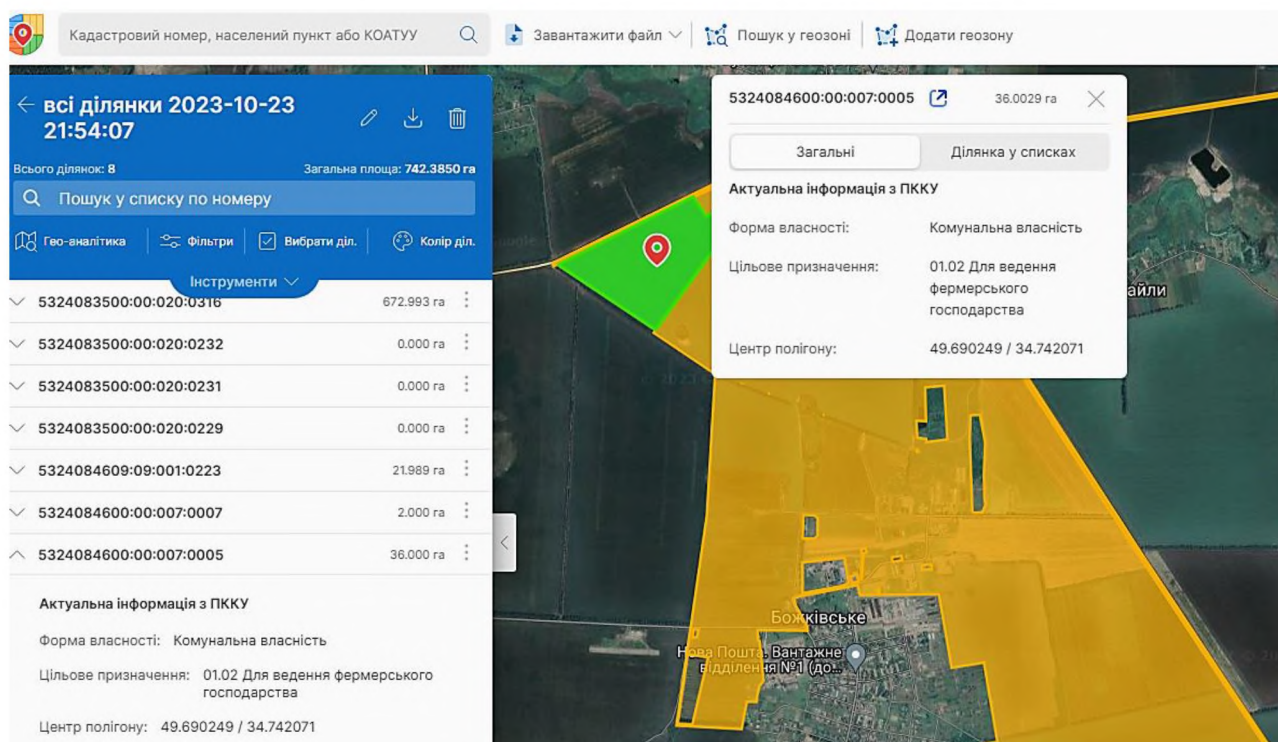 Кадастровий номер, населений пункт або КОАТУУ
Завантажити файл
Пошук у геозоні
Додати геозону
всі ділянки 2023-10-23
21:54:07
Всього ділянок: 8
Загальна площа: 742.3850 га
Пошук у списку по номеру
Гео-аналітика
Фільтри
Вибрати діл.
Колір діл.
Інструменти
5324083500:00:020:0316 672.993 га
5324083500:00:020:0232 0.000 га
5324083500:00:020:0231 0.000 га
5324083500:00:020:0229 0.000 га
5324084609:09:001:0223 21.989 га
5324084600:00:007:0007 2.000 га
5324084600:00:007:0005 36.000 га
Актуальна інформація з ПККУ
Форма власності: Комунальна власність
Цільове призначення: 01.02 Для ведення фермерського
господарства
Центр полігону: 49.690249 / 34.742071
5324084600:00:007:0005 36.0029 га
Загальні
Ділянка у списках
Актуальна інформація з ПККУ
Форма власності: Комунальна власність
Цільове призначення: 01.02 Для ведення
фермерського
господарства
Центр полігону: 49.690249 / 34.742071
айли
Божківське
Нова Пошта. Вантажне
відділення №1 (до...